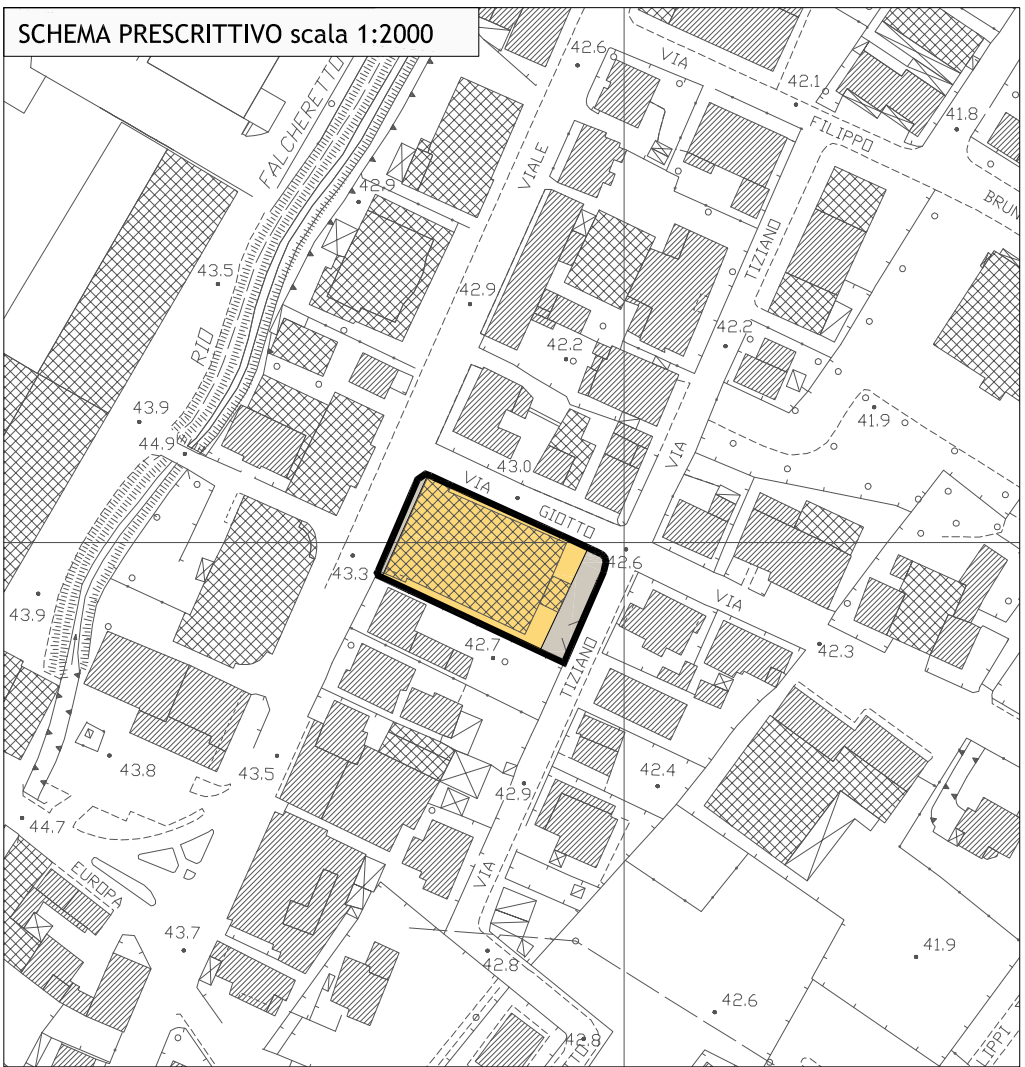 SCHEMA PRESCRITTIVO scala 1:2000
42.6
VIA
42.1
FALCHERETTO
41.8
FILIPPO
VIALE
42.9
BRUN
TIZIANO
43.5
42.9
RIO
42.2
42.2
43.9
41.9
44.9
VIA
43.0
VIA
GIOTTO
43.3
42.6
43.9
VIA
42.7
42.3
TIZIANO
43.8
43.5
42.4
42.9
44.7
VIA
EUROPA
43.7
41.9
42.8
42.6
42.8
TO
IPPI